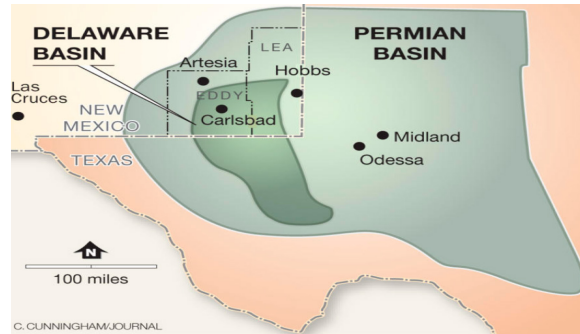 DELAWARE
BASIN
PERMIAN
BASIN
LEA
Artesia
Hobbs
EDDY
Las
Cruces
NEW
MEXICO
Carlsbad
Midland
Odessa
TEXAS
N
100 miles
C. CUNNINGHAM/JOURNAL